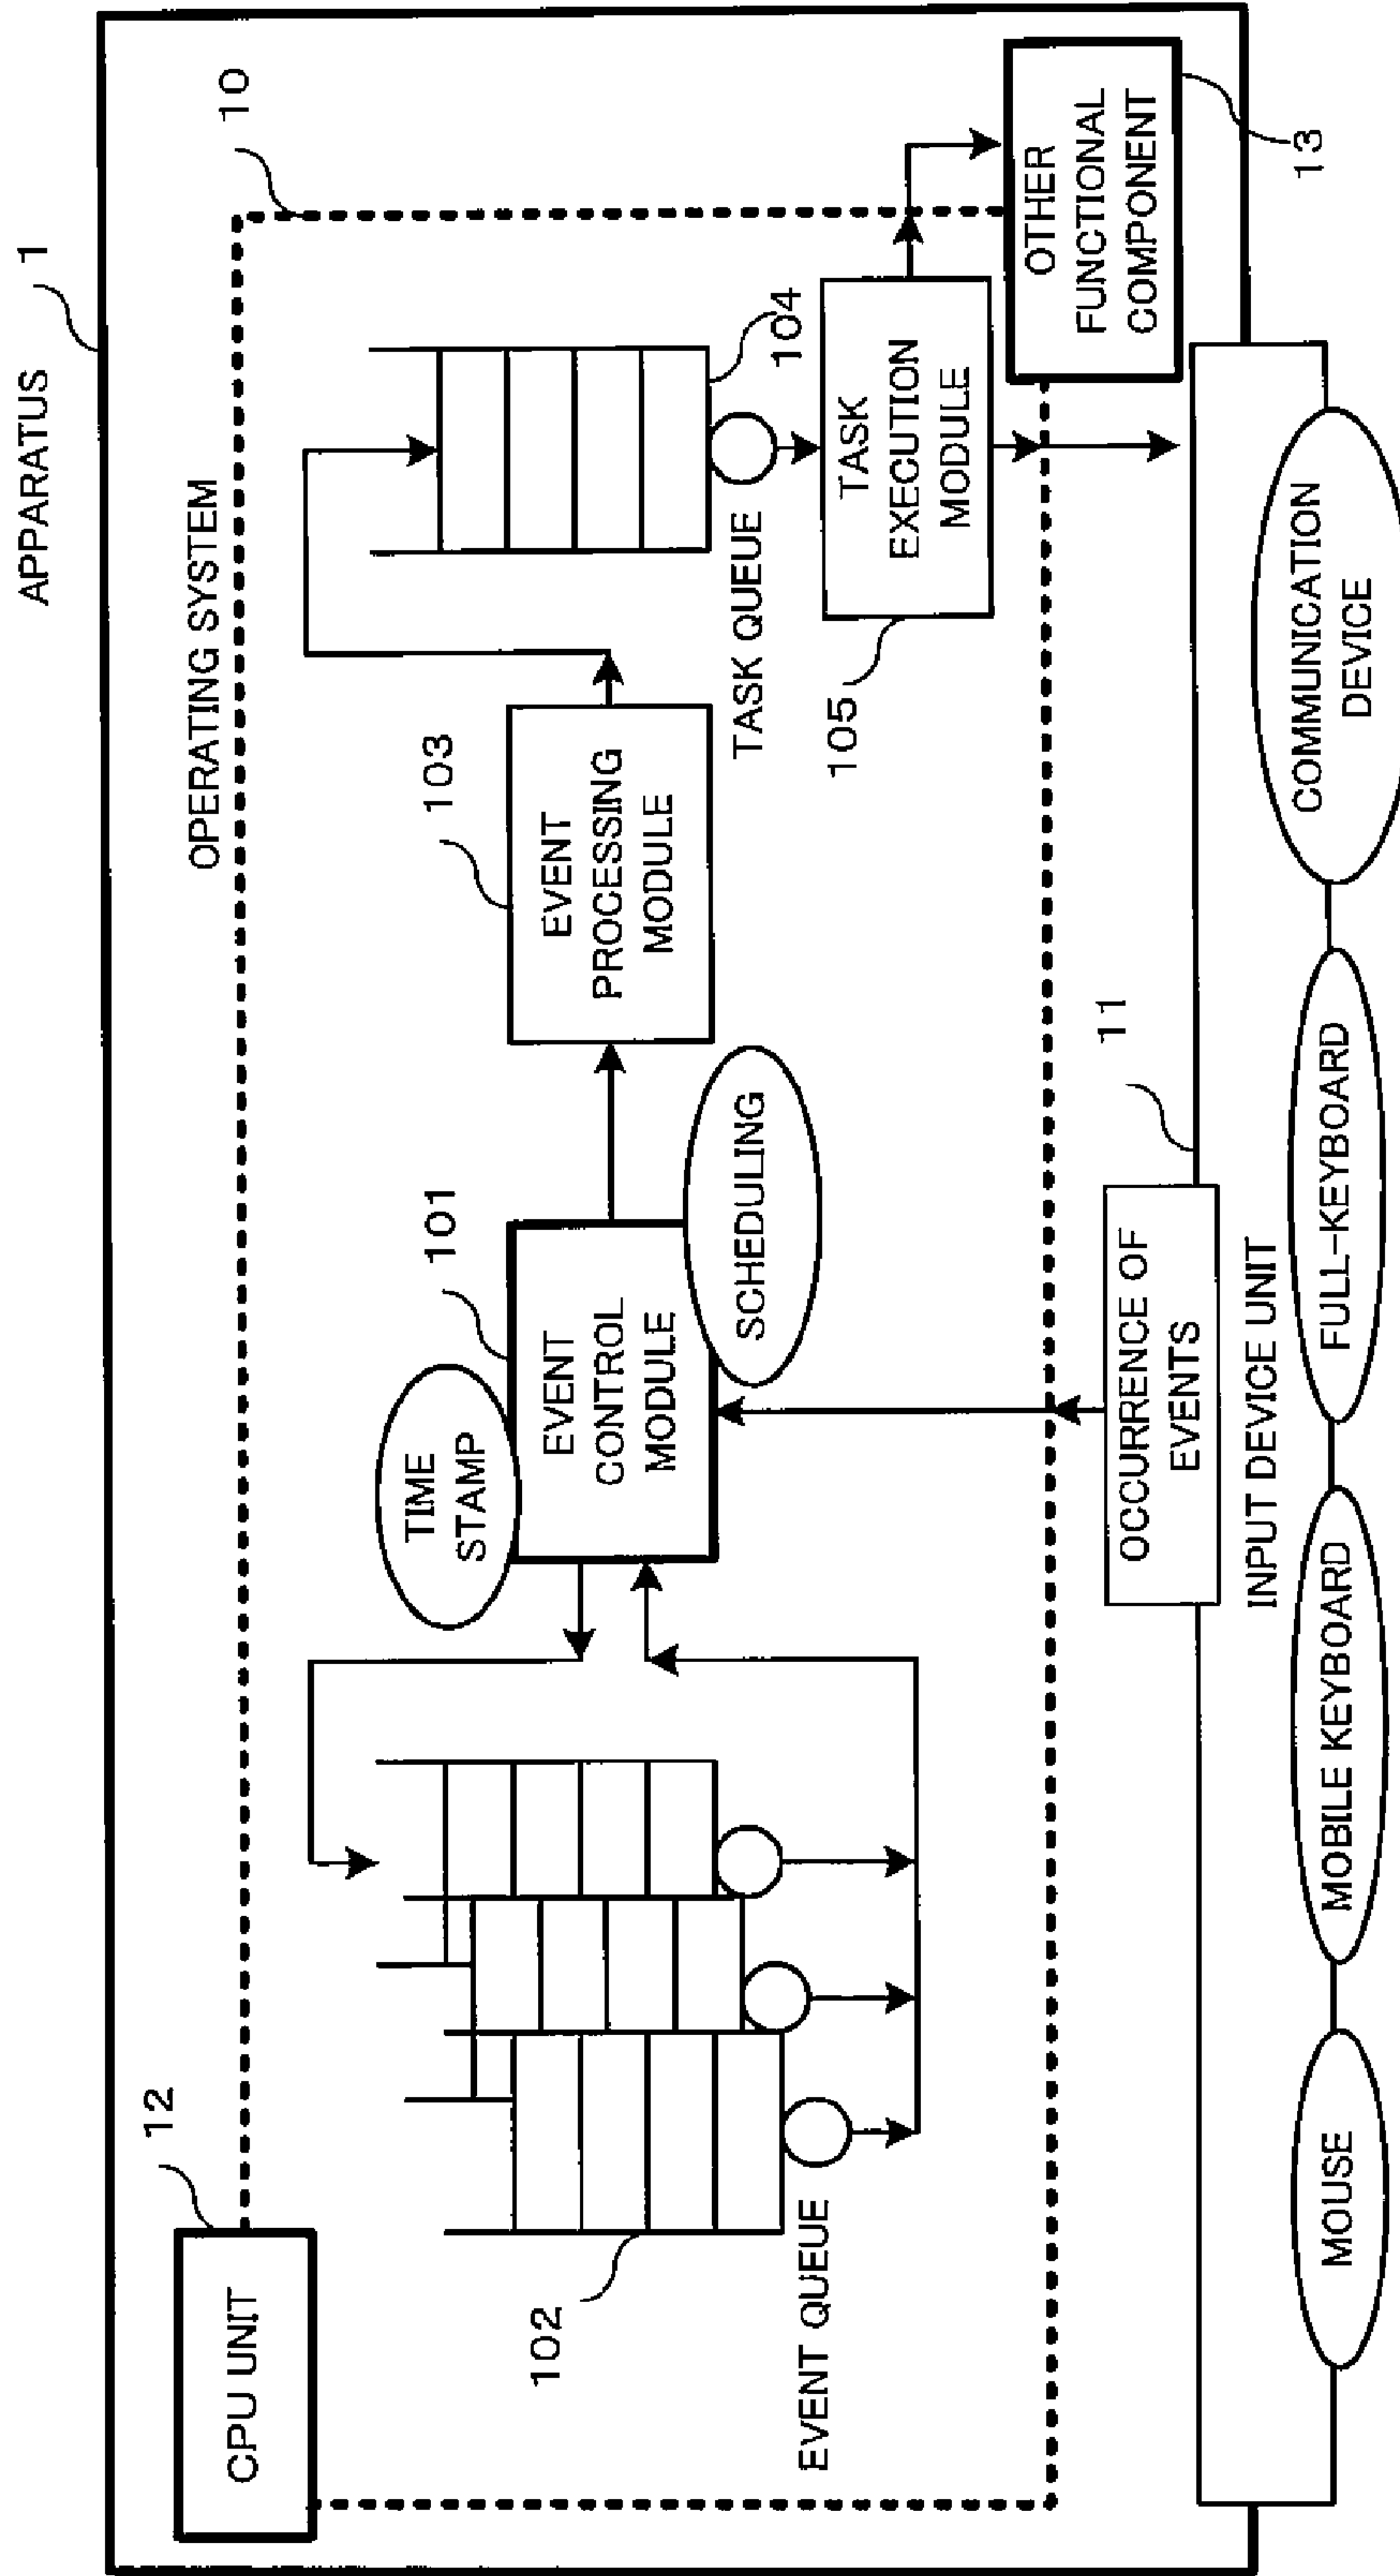 APPARATUS
1
OPERATING SYSTEM
10
CPU UNIT
12
TIME
STAMP
101
EVENT
CONTROL
MODULE
SCHEDULING
103
EVENT
PROCESSING
MODULE
102
EVENT QUEUE
104
TASK QUEUE
105
TASK
EXECUTION
MODULE
OTHER
FUNCTIONAL
COMPONENT
13
11
OCCURRENCE OF
EVENTS
INPUT DEVICE UNIT
MOUSE
MOBILE KEYBOARD
FULL-KEYBOARD
COMMUNICATION
DEVICE